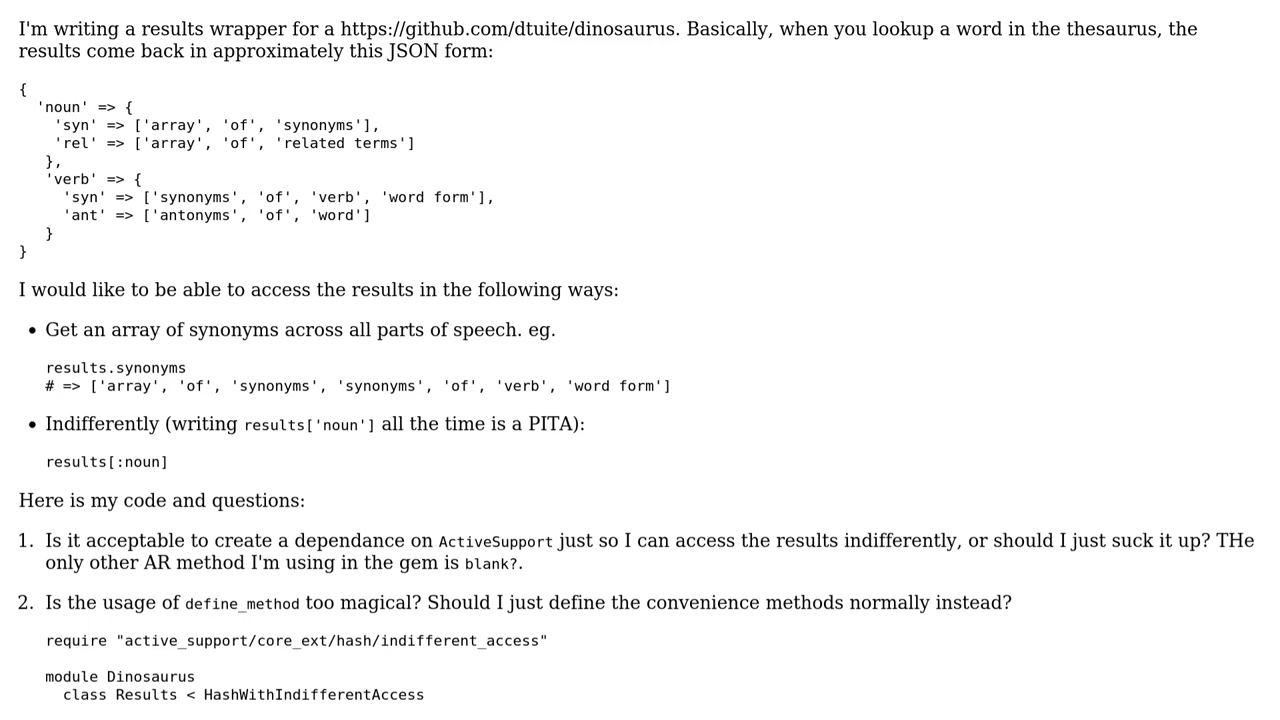 I'm writing a results wrapper for a https://github.com/dtuite/dinosaurus. Basically, when you lookup a word in the thesaurus, the
results come back in approximately this JSON form:
{
  'noun' => {
    'syn' => ['array', 'of', 'synonyms'],
    'rel' => ['array', 'of', 'related terms']
   },
   'verb' => {
     'syn' => ['synonyms', 'of', 'verb', 'word form'],
     'ant' => ['antonyms', 'of', 'word']
   }
}
I would like to be able to access the results in the following ways:
• Get an array of synonyms across all parts of speech. eg.
results.synonyms
# => ['array', 'of', 'synonyms', 'synonyms', 'of', 'verb', 'word form']
• Indifferently (writing results['noun'] all the time is a PITA):
results[:noun]
Here is my code and questions:
1. Is it acceptable to create a dependance on ActiveSupport just so I can access the results indifferently, or should I just suck it up? THe
only other AR method I'm using in the gem is blank?.
2. Is the usage of define_method too magical? Should I just define the convenience methods normally instead?
require "active_support/core_ext/hash/indifferent_access"
module Dinosaurus
  class Results < HashWithIndifferentAccess